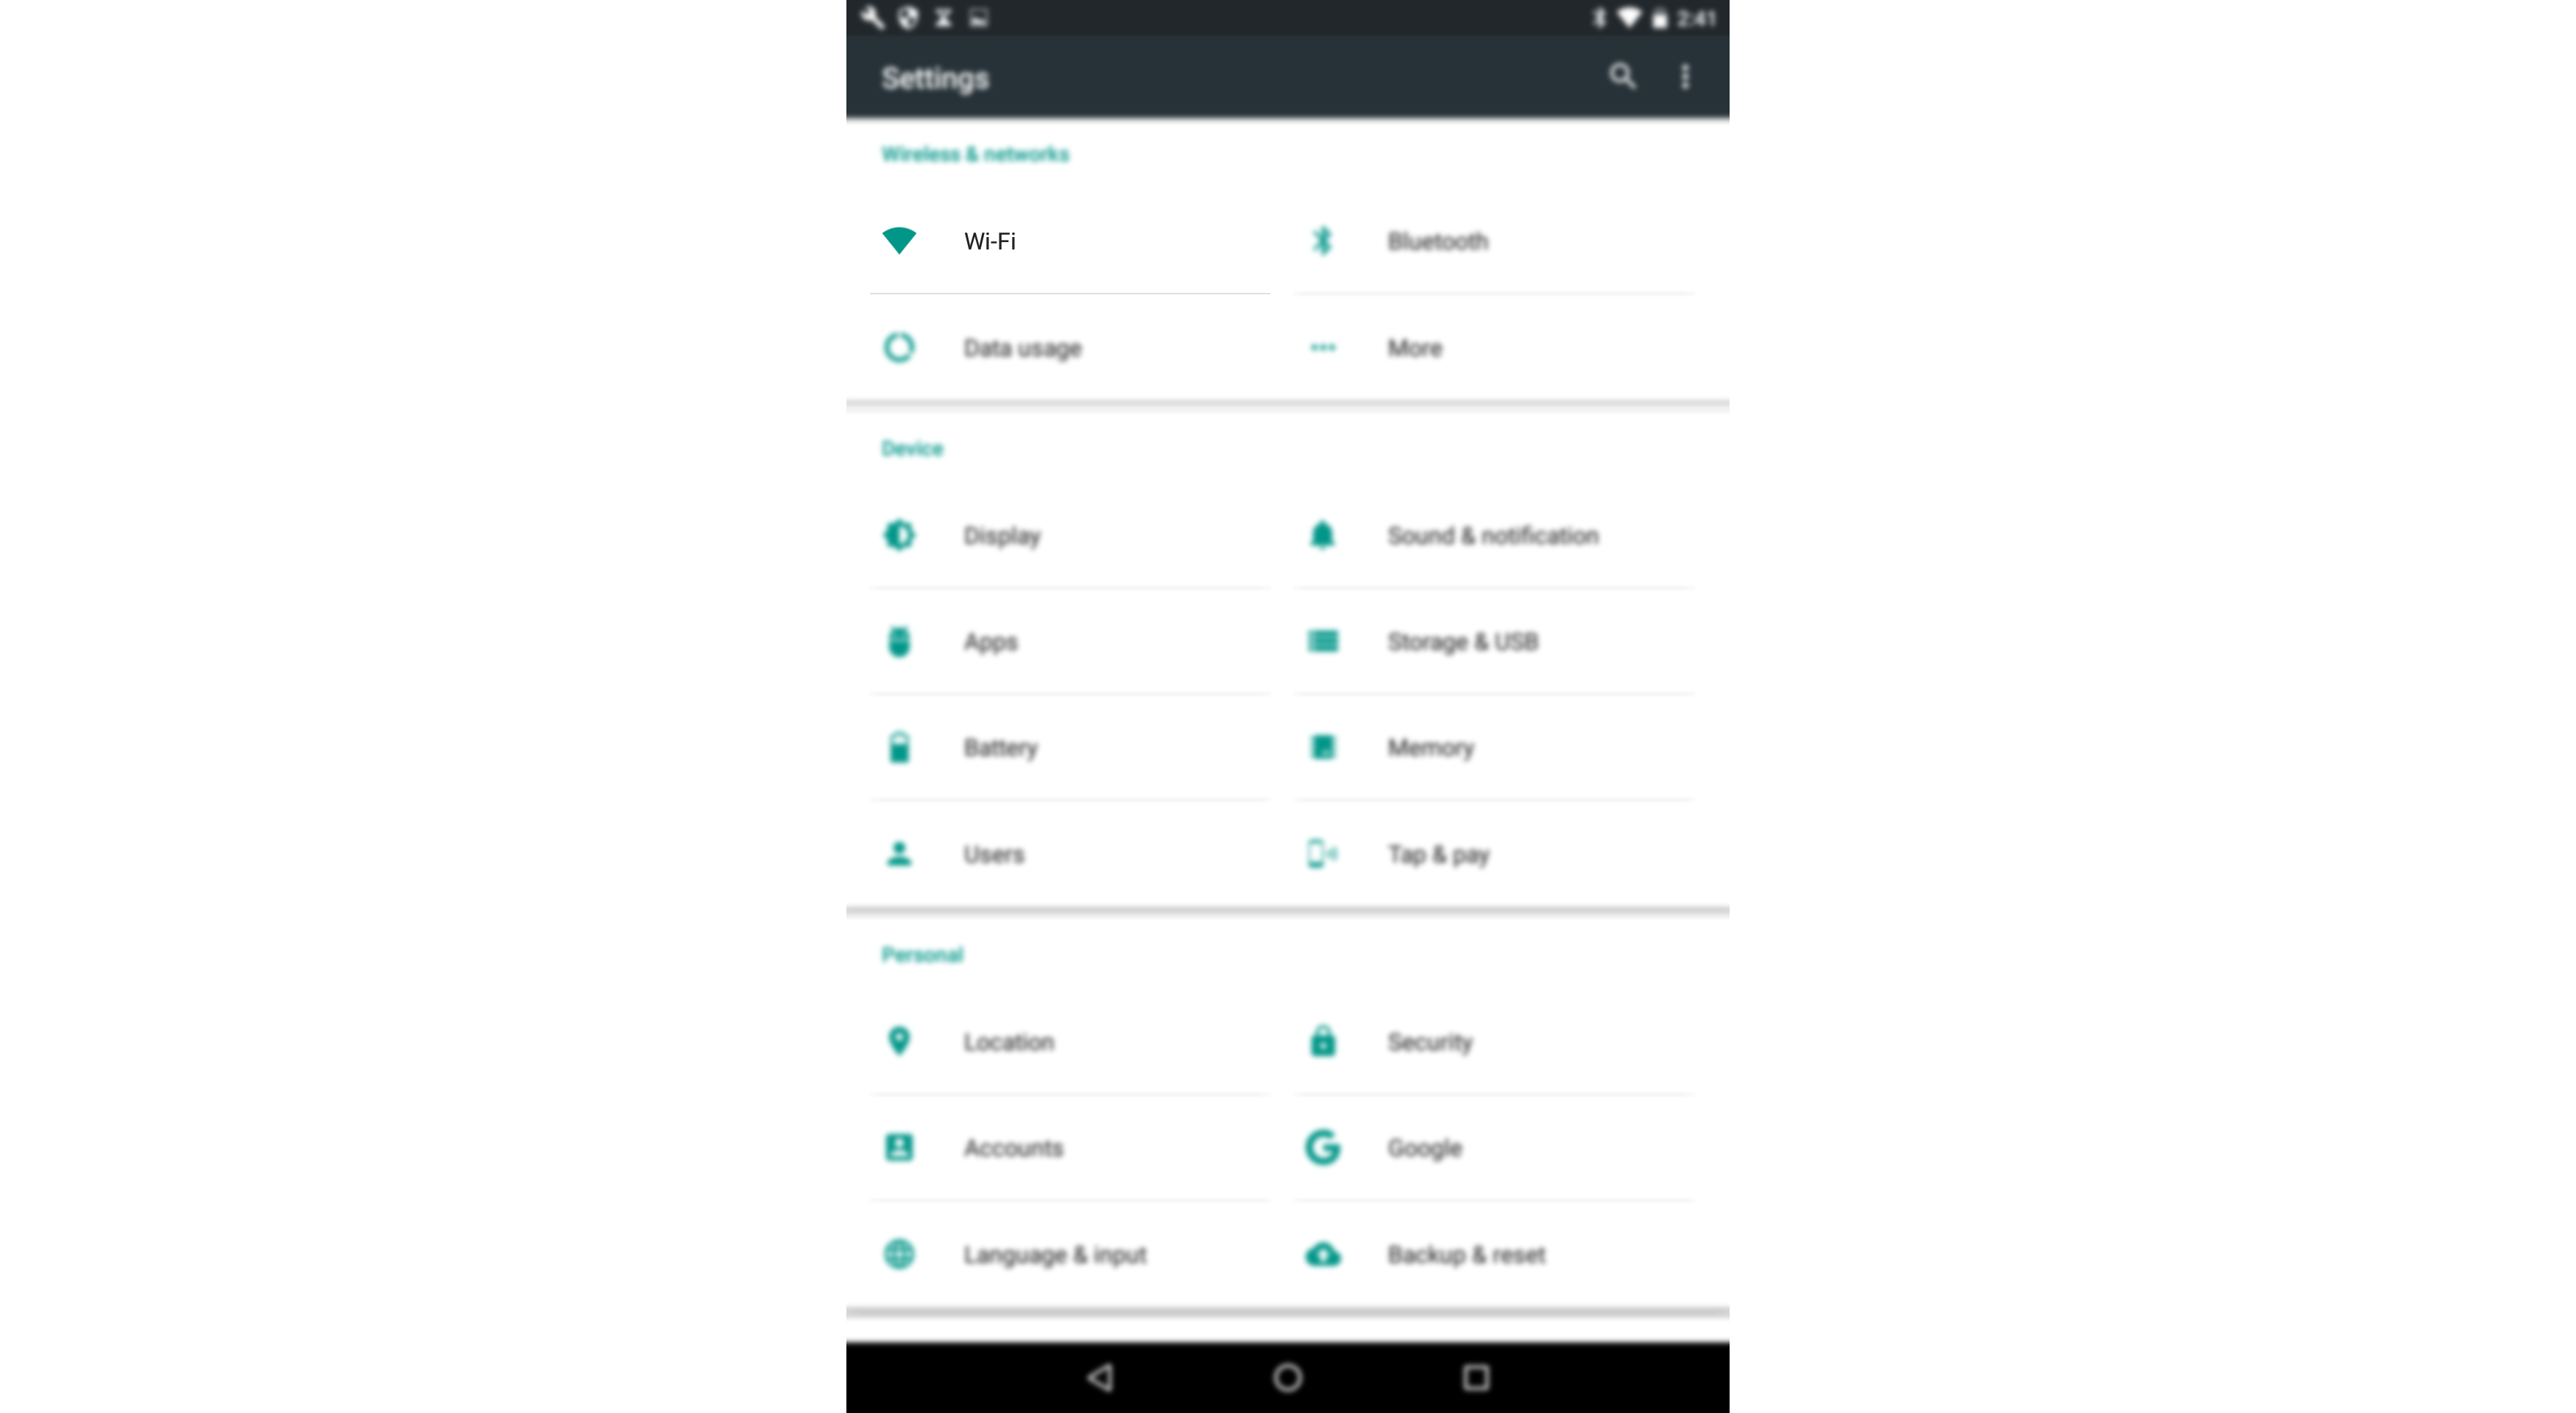 2:41
Settings
Wireless & networks
Wi-Fi
Bluetooth
Data usage
More
Device
Display
Sound & notification
Apps
Storage & USB
Battery
Memory
Users
Tap & pay
Personal
Location
Security
Accounts
Google
Language & input
Backup & reset